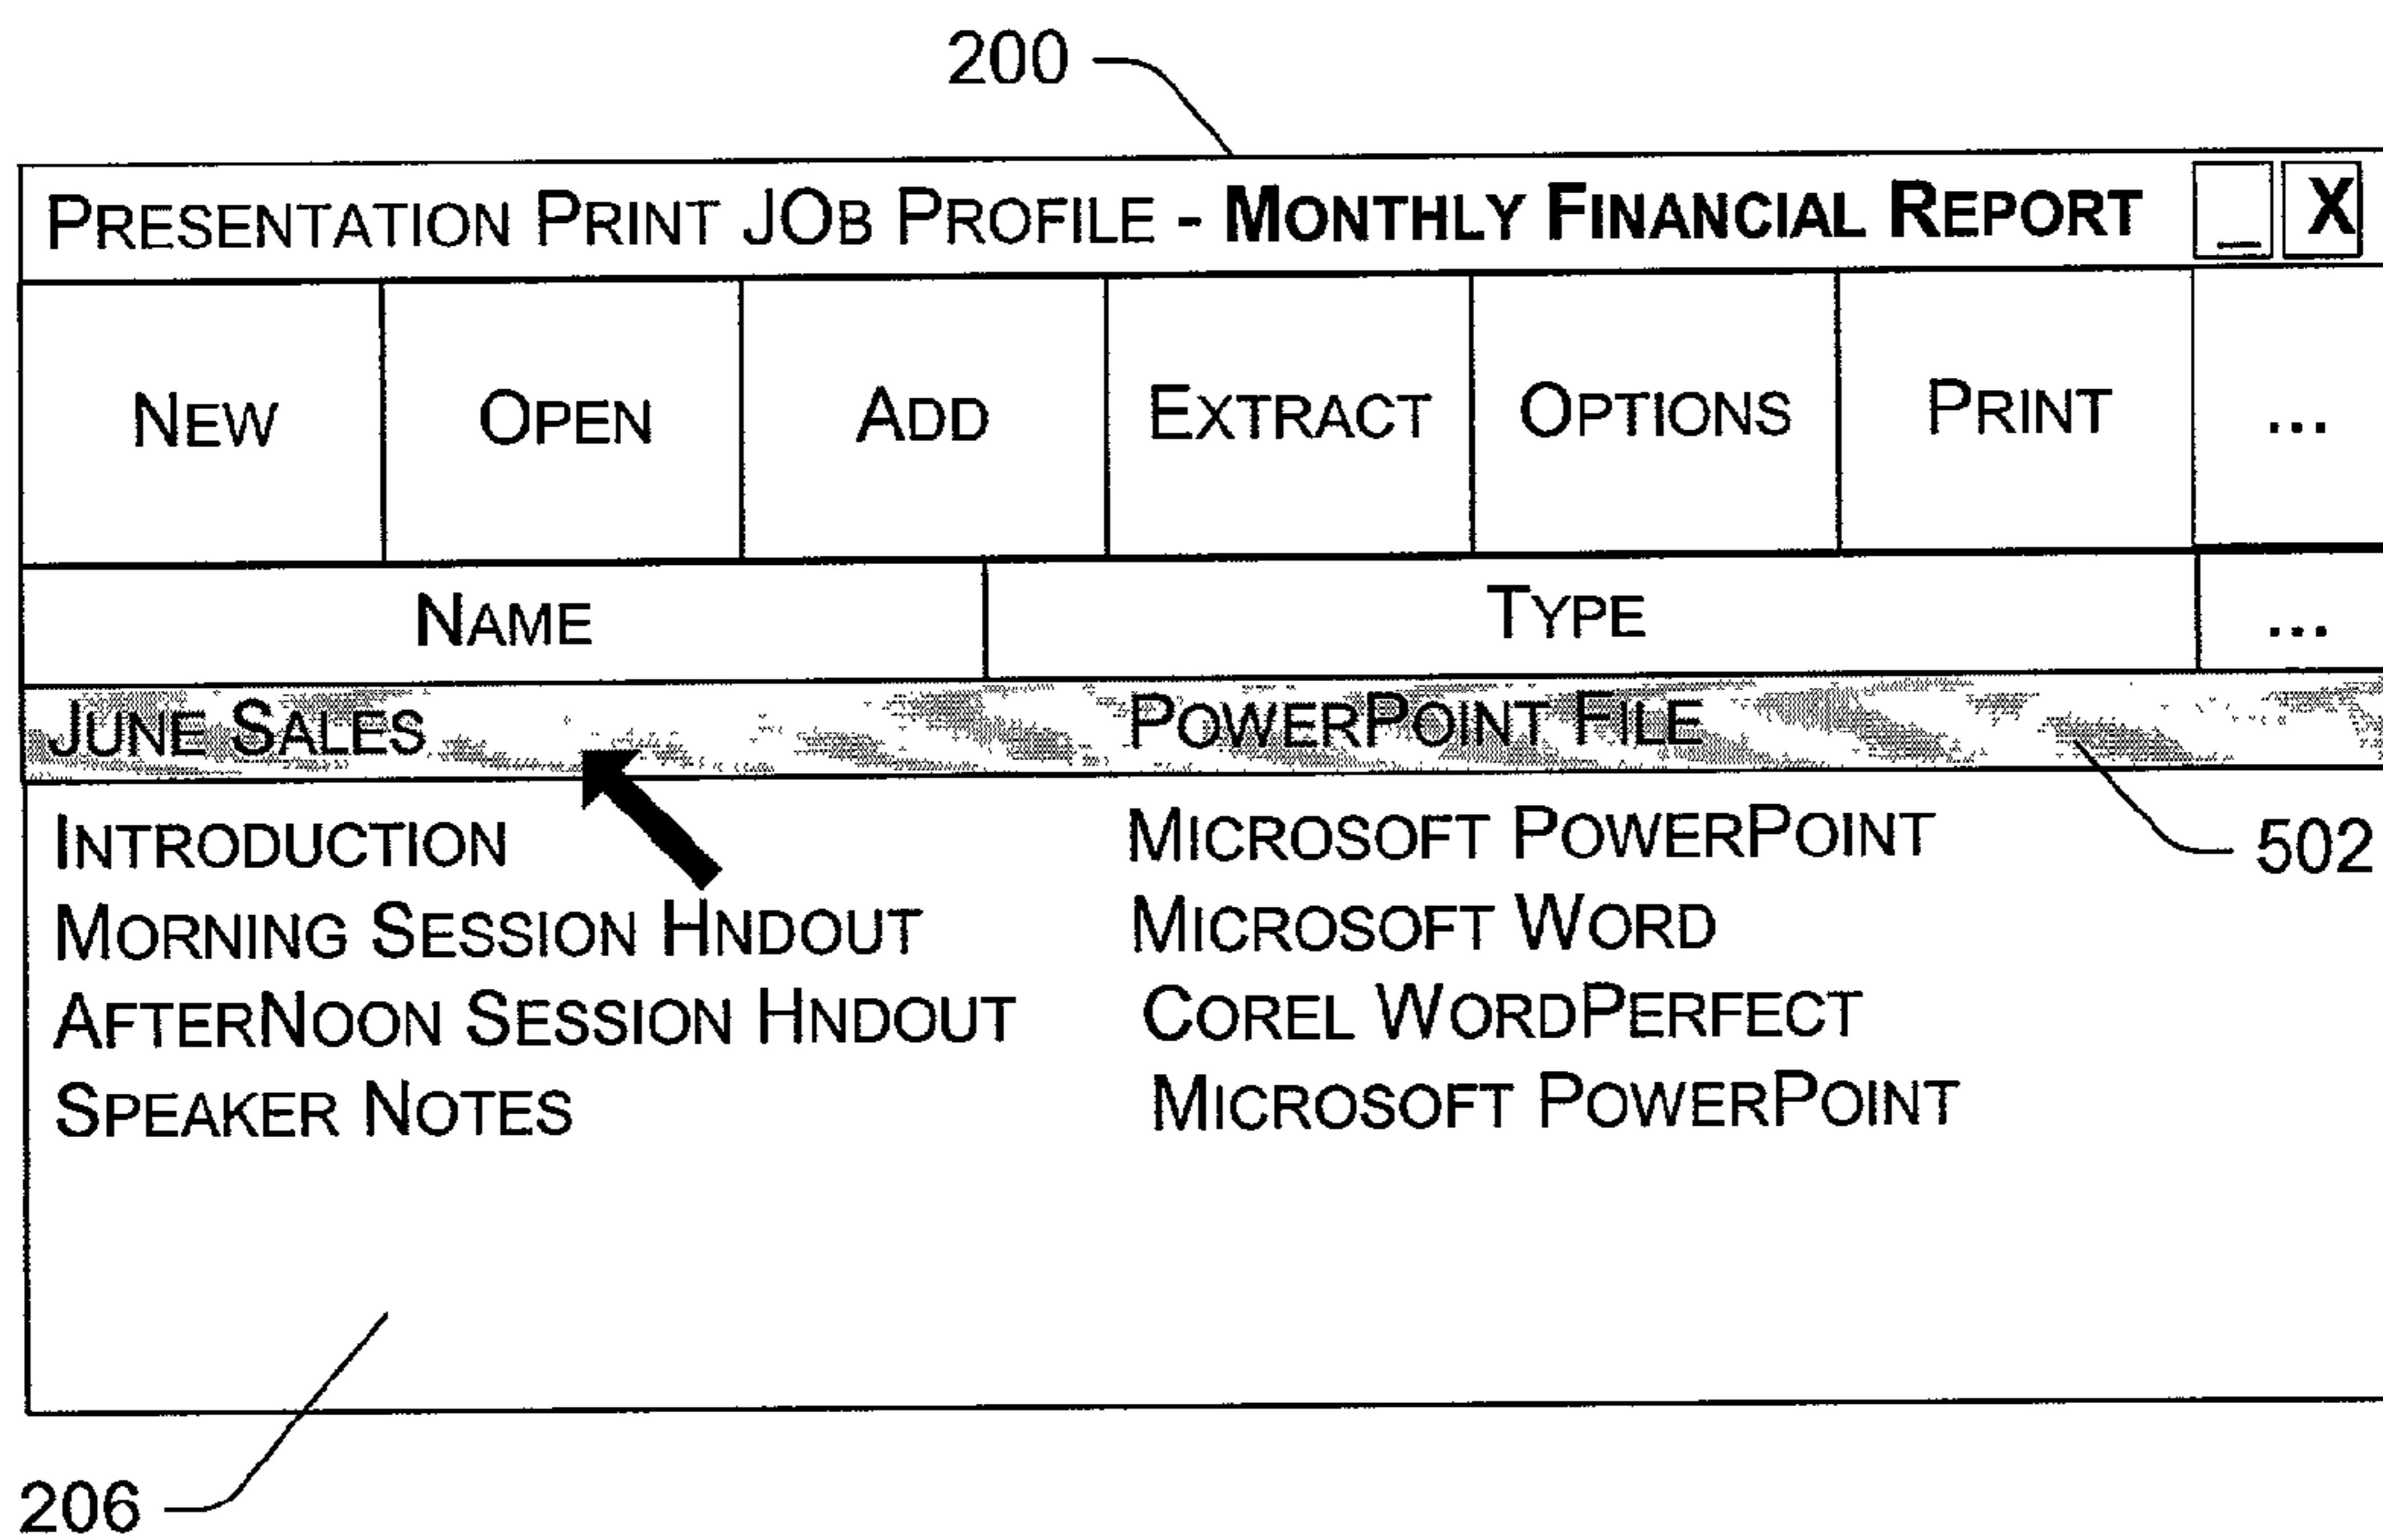 200
PRESENTATION PRINT JOB PROFILE - MONTHLY FINANCIAL REPORT _ X
NEW OPEN ADD EXTRACT OPTIONS PRINT ...
NAME TYPE ...
JUNE SALES POWERPOINT FILE
INTRODUCTION MICROSOFT POWERPOINT
502
MORNING SESSION HNDOUT MICROSOFT WORD
AFTERNOON SESSION HNDOUT COREL WORDPERFECT
SPEAKER NOTES MICROSOFT POWERPOINT
206